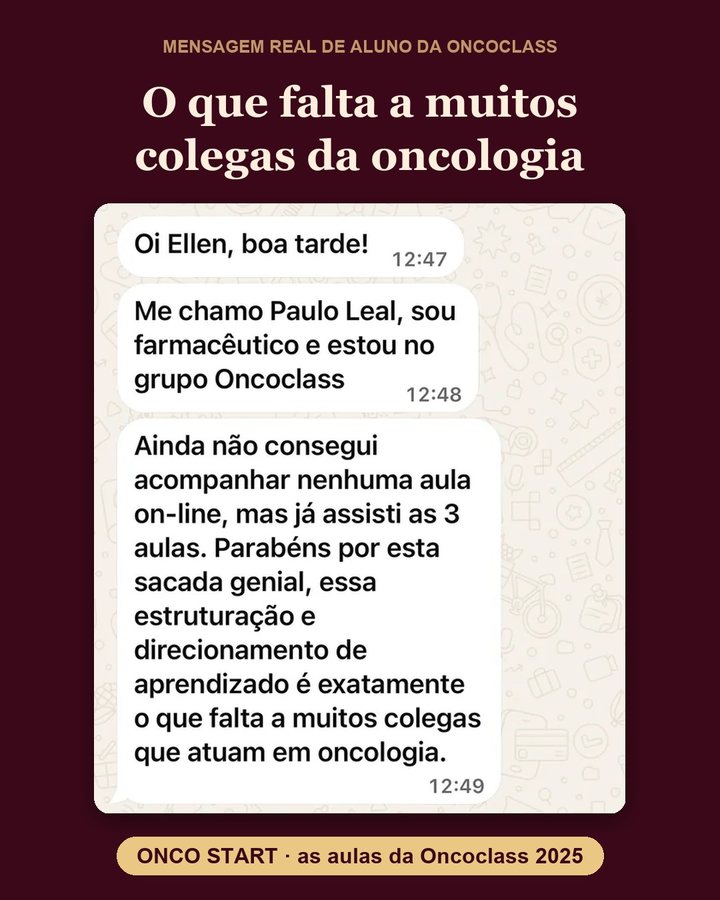 MENSAGEM REAL DE ALUNO DA ONCOCLASS
O que falta a muitos
colegas da oncologia
Oi Ellen, boa tarde!
12:47
Me chamo Paulo Leal, sou
farmacêutico e estou no
grupo Oncoclass
12:48
Ainda não consegui
acompanhar nenhuma aula
on-line, mas já assisti as 3
aulas. Parabéns por esta
sacada genial, essa
estruturação e
direcionamento de
aprendizado é exatamente
o que falta a muitos colegas
que atuam em oncologia.
12:49
ONCO START · as aulas da Oncoclass 2025